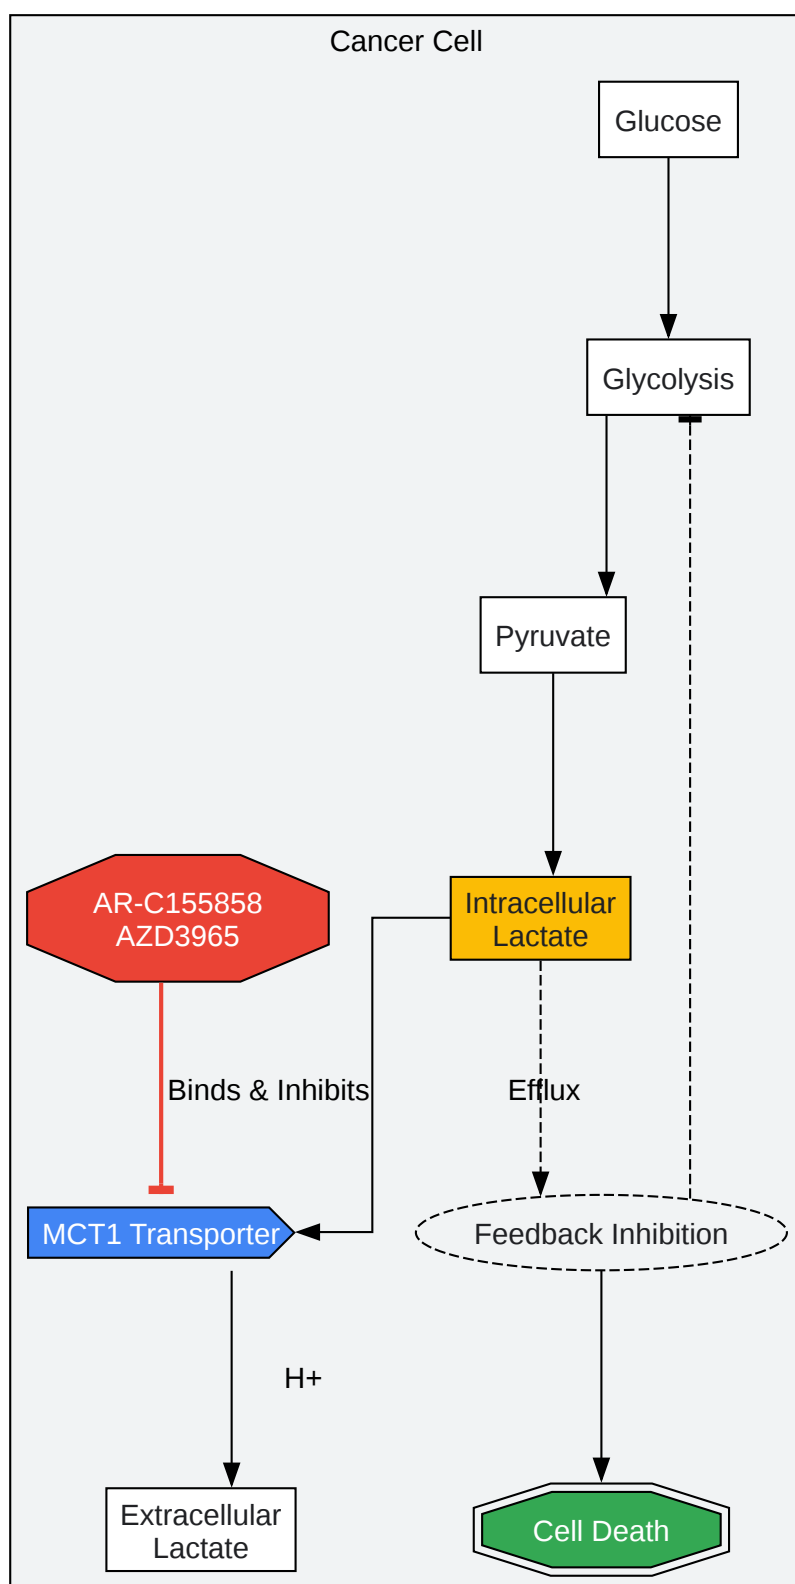 Cancer Cell
Glucose
Glycolysis
Pyruvate
AR-C155858
AZD3965
Intracellular
Lactate
Binds & Inhibits
Efflux
MCT1 Transporter
Feedback Inhibition
H+
Extracellular
Lactate
Cell Death